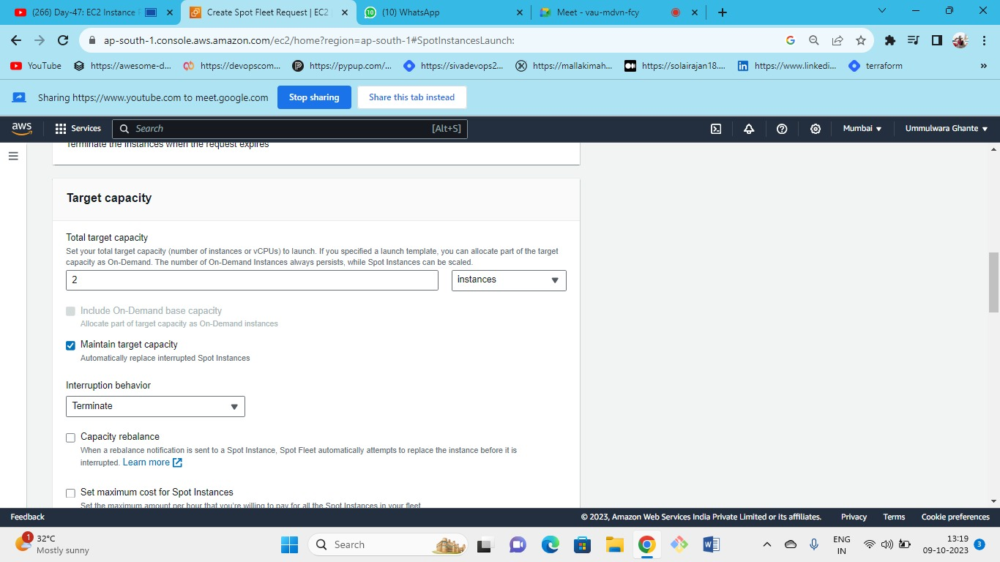 (266) Day-47: EC2 Instance
Create Spot Fleet Request | EC2
(10) WhatsApp
Meet - vau-mdvn-fcy
ap-south-1.console.aws.amazon.com/ec2/home?region=ap-south-1#SpotInstancesLaunch:
YouTube
https://awesome-d...
https://devopscom...
https://pypup.com/...
https://sivadevops2...
https://mallakimah...
https://solairajan18....
https://www.linkedi...
terraform
»
Sharing https://www.youtube.com to meet.google.com
Stop sharing
Share this tab instead
aws
Services
Search
[Alt+S]
Mumbai
Ummulwara Ghante
Terminate the instances when the request expires
Target capacity
Total target capacity
Set your total target capacity (number of instances or vCPUs) to launch. If you specified a launch template, you can allocate part of the target
capacity as On-Demand. The number of On-Demand Instances always persists, while Spot Instances can be scaled.
2
instances
Include On-Demand base capacity
Allocate part of target capacity as On-Demand instances
Maintain target capacity
Automatically replace interrupted Spot Instances
Interruption behavior
Terminate
Capacity rebalance
When a rebalance notification is sent to a Spot Instance, Spot Fleet automatically attempts to replace the instance before it is
interrupted. Learn more
Set maximum cost for Spot Instances
Set the maximum amount per hour that you're willing to pay for all the Spot Instances in your fleet
Feedback
© 2023, Amazon Web Services India Private Limited or its affiliates.
Privacy
Terms
Cookie preferences
1
32°C
Mostly sunny
Search
ENG
IN
13:19
09-10-2023
3